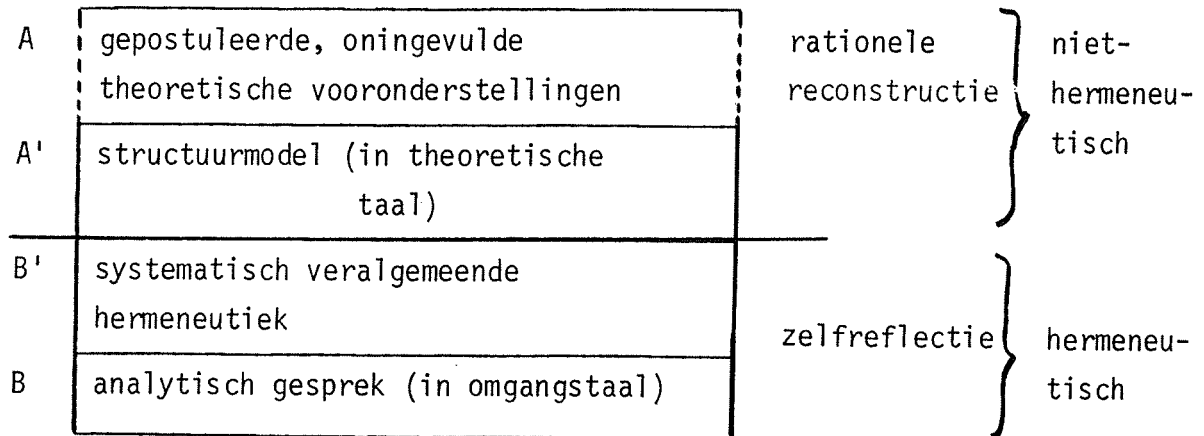 A gepostuleerde, oningevulde rationele niet-
theoretische vooronderstellingen reconstructie hermeneu-
A' structuurmodel (in theoretische tisch
taal)
B' systematisch veralgemeende
hermeneutiek
zelfreflectie hermeneu-
B analytisch gesprek (in omgangstaal) tisch